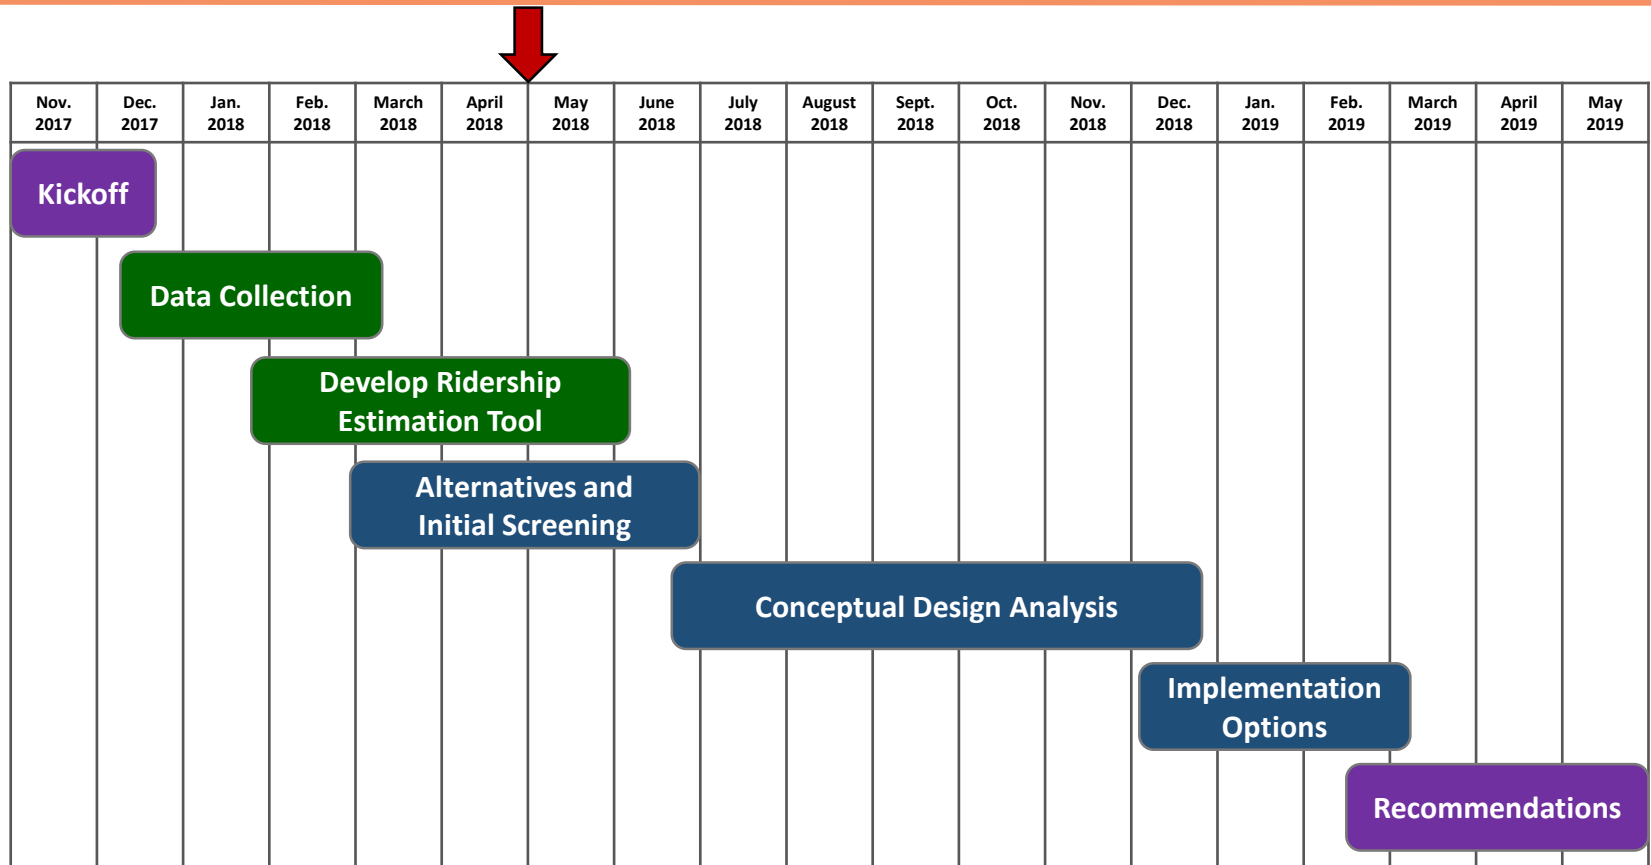 Nov. Dec. Jan. Feb. March April May June July August Sept. Oct. Nov. Dec. Jan. Feb. March April May
2017 2017 2018 2018 2018 2018 2018 2018 2018 2018 2018 2018 2018 2018 2019 2019 2019 2019 2019
Kickoff
Data Collection
Develop Ridership
Estimation Tool
Alternatives and
Initial Screening
Conceptual Design Analysis
Implementation
Options
Recommendations